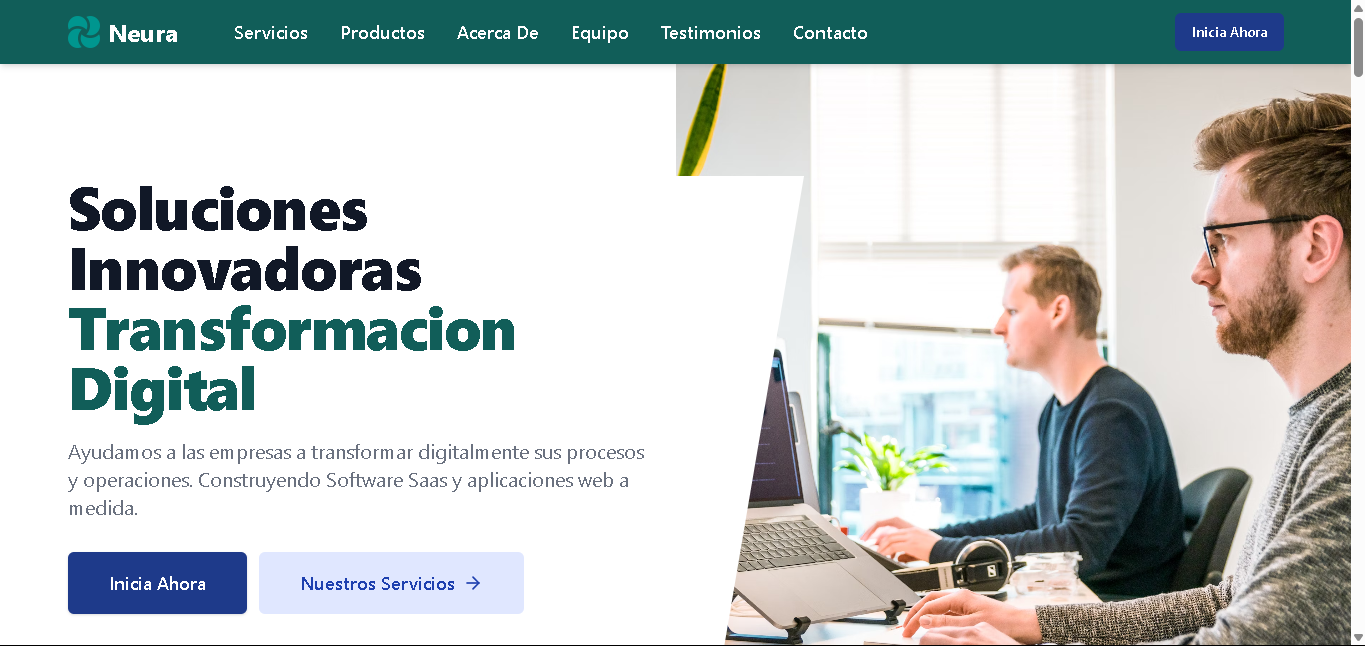 Neura
Servicios
Productos
Acerca De
Equipo
Testimonios
Contacto
Inicia Ahora
Soluciones
Innovadoras
Transformacion
Digital
Ayudamos a las empresas a transformar digitalmente sus procesos
y operaciones. Construyendo Software Saas y aplicaciones web a
medida.
Inicia Ahora
Nuestros Servicios →